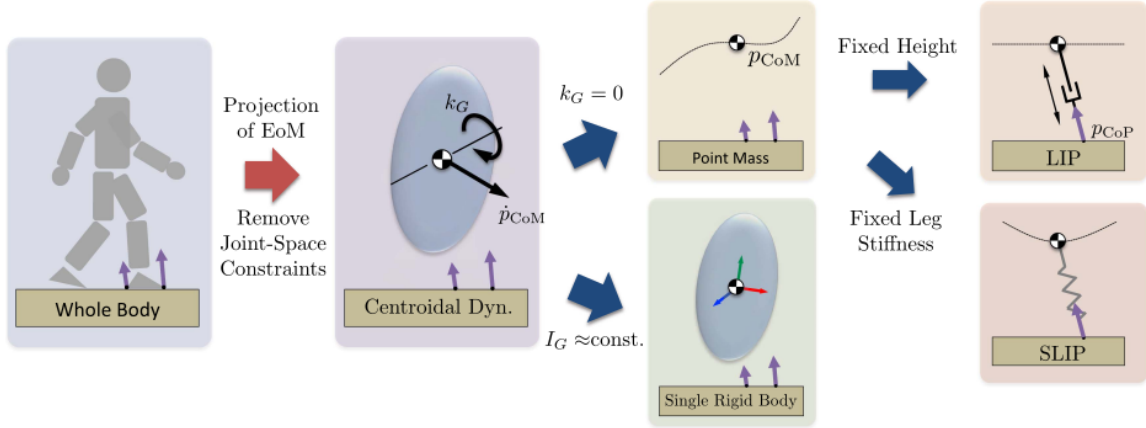 Whole Body
Projection
of EoM
Remove
Joint-Space
Constraints
k_G
ṗ_CoM
Centroidal Dyn.
k_G = 0
I_G ≈const.
p_CoM
Point Mass
Single Rigid Body
Fixed Height
Fixed Leg
Stiffness
p_CoP
LIP
SLIP